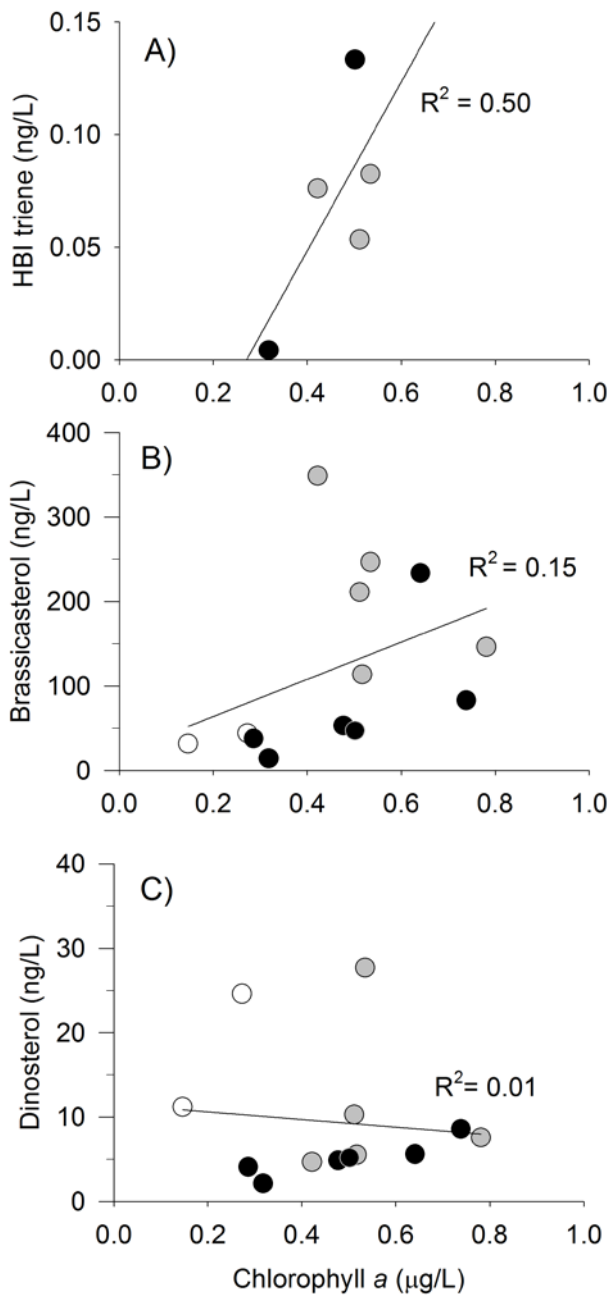 A)
HBI triene (ng/L)
0.15
0.10
0.05
0.00
R² = 0.50
0.0 0.2 0.4 0.6 0.8 1.0
B)
Brassicasterol (ng/L)
400
300
200
100
0
R² = 0.15
0.0 0.2 0.4 0.6 0.8 1.0
C)
Dinosterol (ng/L)
40
30
20
10
0
R²= 0.01
0.0 0.2 0.4 0.6 0.8 1.0
Chlorophyll a (μg/L)